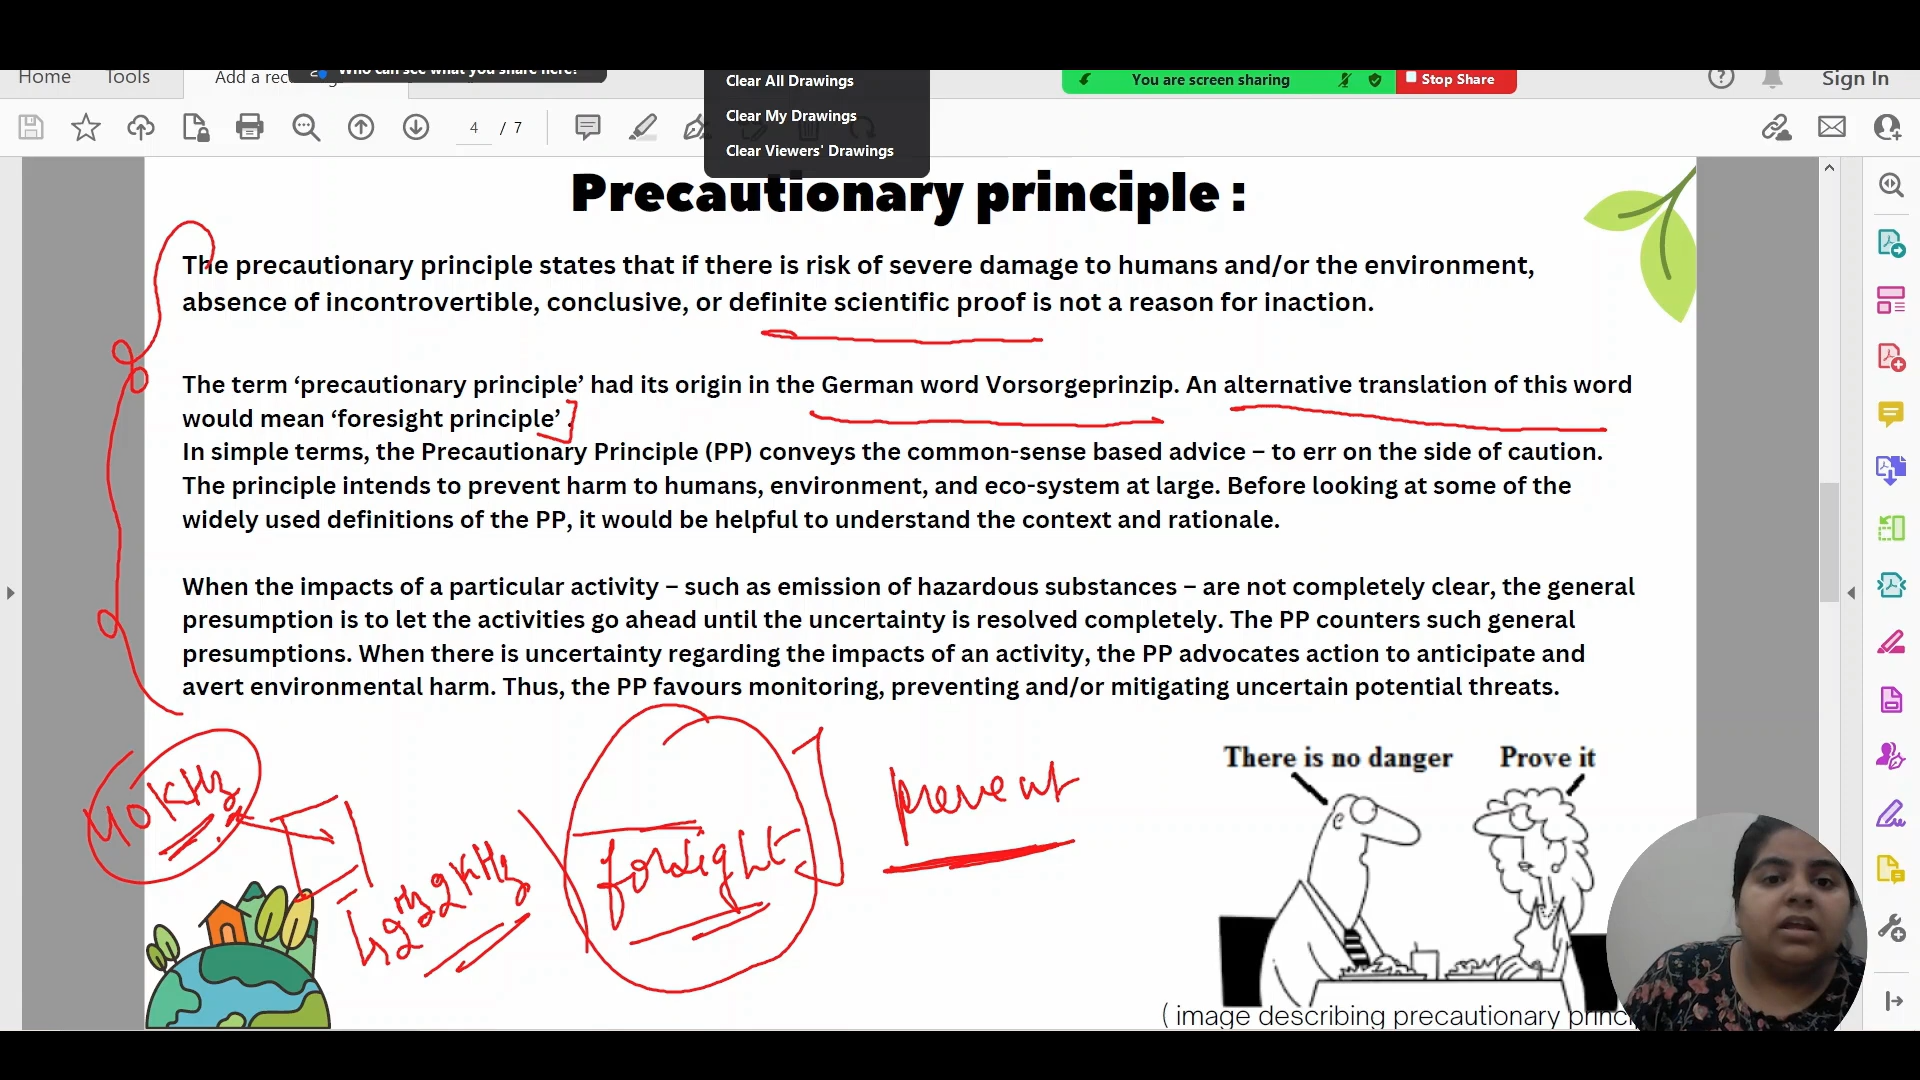 Home
Tools
Add a rec
Who can see what you share here?
Clear All Drawings
Clear My Drawings
Clear Viewers' Drawings
You are screen sharing
Stop Share
Sign In
4 / 7
Precautionary principle :
The precautionary principle states that if there is risk of severe damage to humans and/or the environment,
absence of incontrovertible, conclusive, or definite scientific proof is not a reason for inaction.
The term ‘precautionary principle’ had its origin in the German word Vorsorgeprinzip. An alternative translation of this word
would mean ‘foresight principle’.
In simple terms, the Precautionary Principle (PP) conveys the common-sense based advice – to err on the side of caution.
The principle intends to prevent harm to humans, environment, and eco-system at large. Before looking at some of the
widely used definitions of the PP, it would be helpful to understand the context and rationale.
When the impacts of a particular activity – such as emission of hazardous substances – are not completely clear, the general
presumption is to let the activities go ahead until the uncertainty is resolved completely. The PP counters such general
presumptions. When there is uncertainty regarding the impacts of an activity, the PP advocates action to anticipate and
avert environmental harm. Thus, the PP favours monitoring, preventing and/or mitigating uncertain potential threats.
40KHz
forsight
prevent
There is no danger
Prove it
( image describing precautionary princi